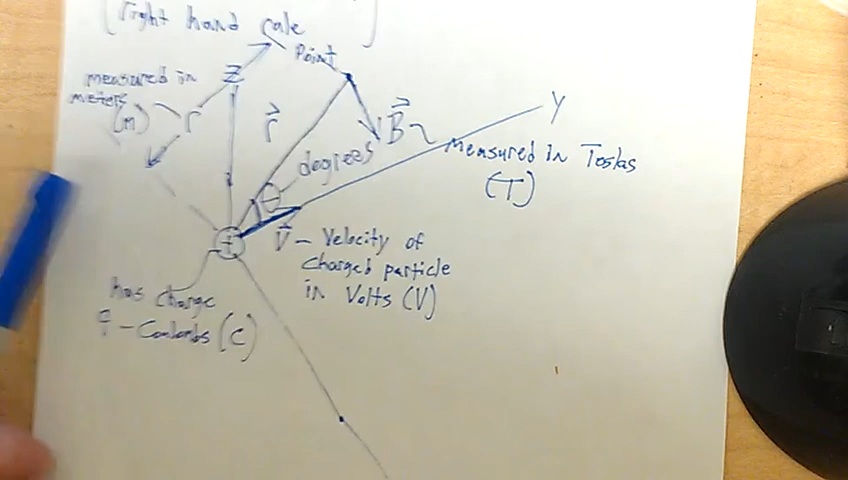 [right hand rule]
Point
measured in
meters
(m)
Z
r
r⃗
B⃗
Y
degrees
θ
Measured in Teslas
(T)
+
V⃗ – Velocity of
charged particle
in Volts (V)
has charge
q – Coulombs (C)